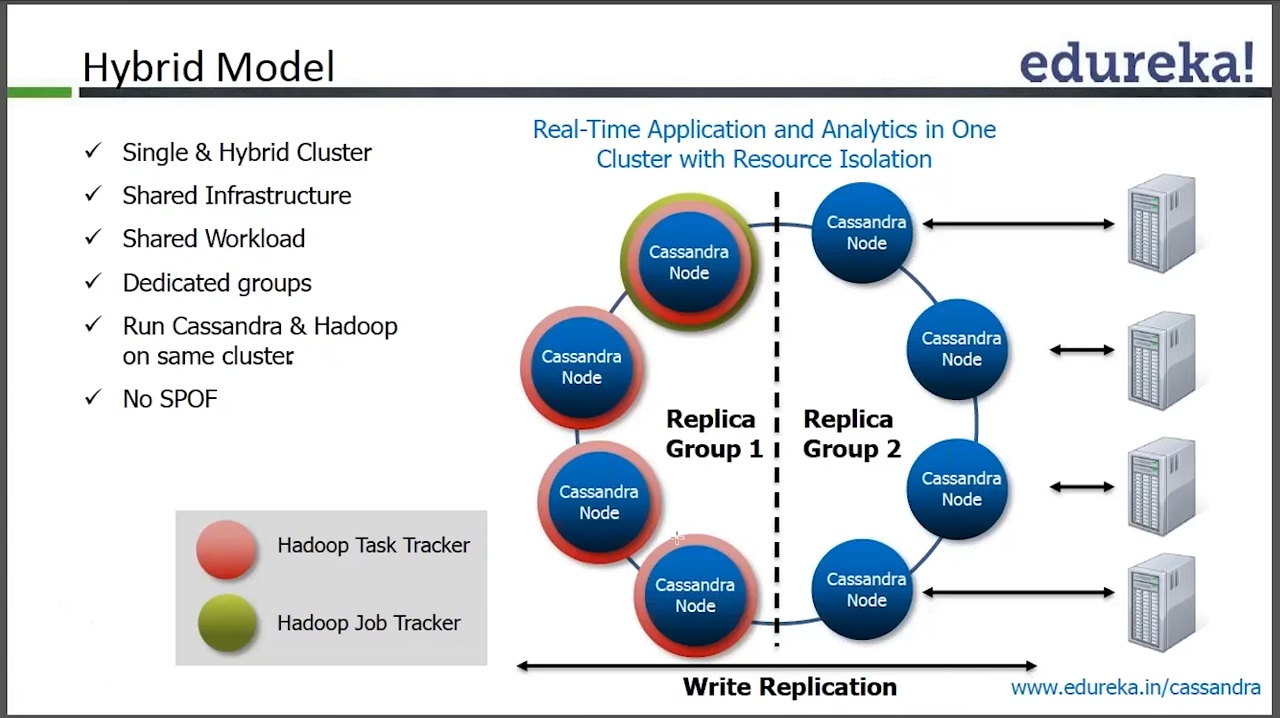 Hybrid Model
edureka!
Single & Hybrid Cluster
Shared Infrastructure
Shared Workload
Dedicated groups
Run Cassandra & Hadoop
on same cluster.
No SPOF
Hadoop Task Tracker
Hadoop Job Tracker
Real-Time Application and Analytics in One
Cluster with Resource Isolation
Cassandra
Node
Cassandra
Node
Cassandra
Node
Cassandra
Node
Replica
Group 1
Replica
Group 2
Cassandra
Node
Cassandra
Node
Cassandra
Node
Cassandra
Node
Write Replication
www.edureka.in/cassandra